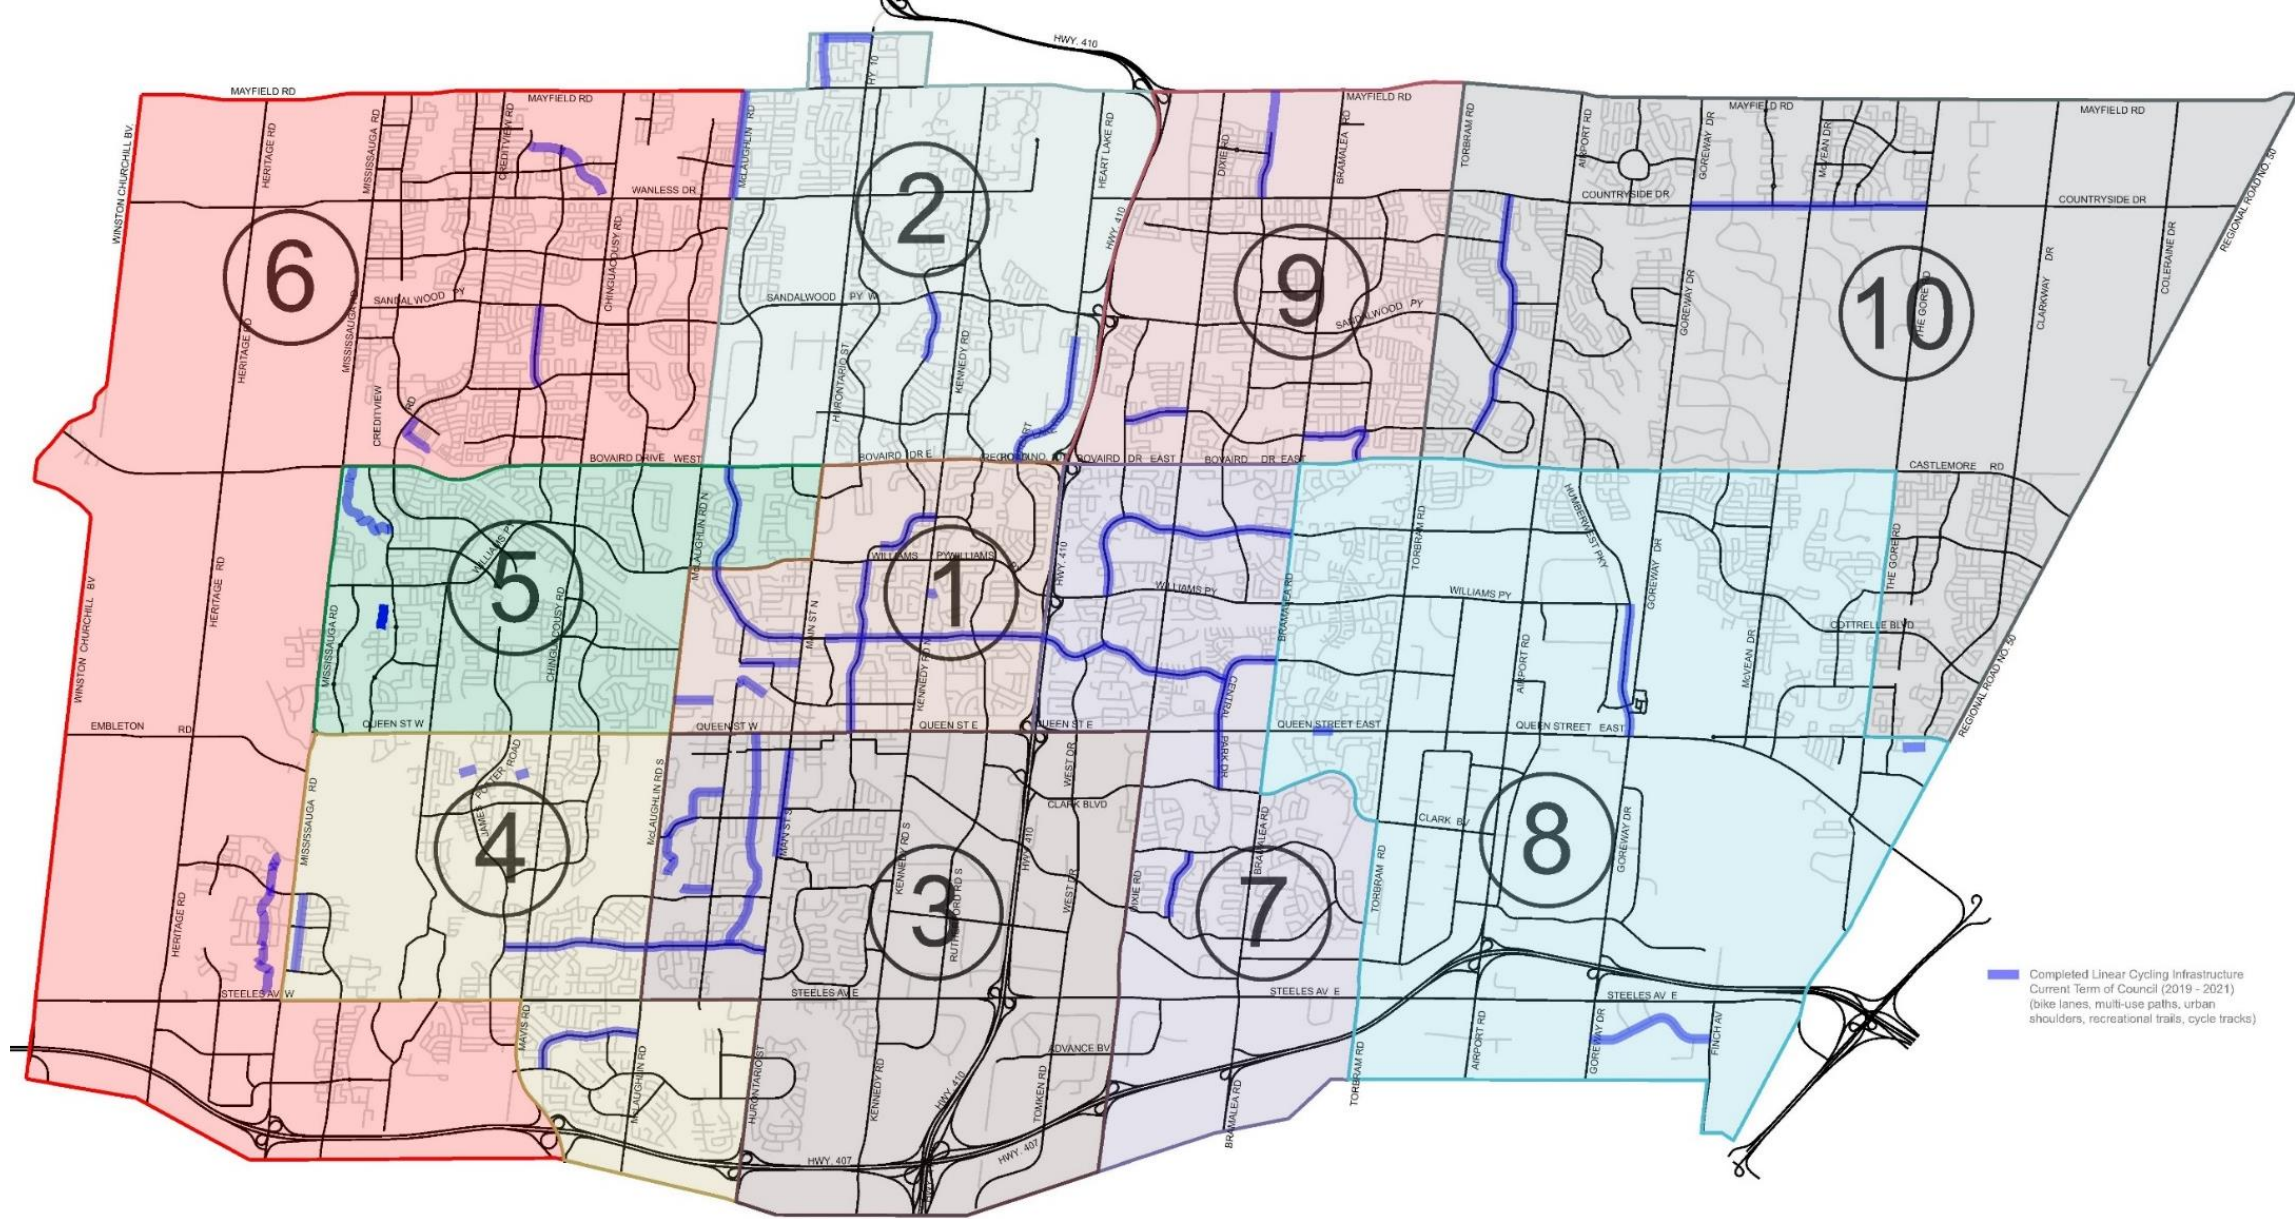 HWY. 410
HY 10
MAYFIELD RD
MAYFIELD RD
MAYFIELD RD
MAYFIELD RD
MAYFIELD RD
WINSTON CHURCHILL BV
HERITAGE RD
MISSISSAUGA RD
CREDITVIEW RD
McLAUGHLIN RD
HEART LAKE RD
DIXIE RD
BRAMALEA RD
TORBRAM RD
AIRPORT RD
GOREWAY DR
McVEAN DR
REGIONAL ROAD NO. 50
WANLESS DR
COUNTRYSIDE DR
COUNTRYSIDE DR
6
2
9
10
CHINGUACOUSY RD
HWY. 410
COLERAINE DR
CLARKWAY DR
THE GORE RD
GOREWAY DR
SANDALWOOD PY
SANDALWOOD PY W
SANDALWOOD PY
HERITAGE RD
MISSISSAUGA RD
HURONTARIO ST
KENNEDY RD
CREDITVIEW RD
BOVAIRD DRIVE WEST
BOVAIRD DR E
BOVAIRD DR EAST
BOVAIRD DR EAST
CASTLEMORE RD
McLAUGHLIN RD N
WILLIAMS PY
HUMBERWEST PKY
TORBRAM RD
GOREWAY DR
THE GORE RD
HERITAGE RD
WINSTON CHURCHILL BV
WILLIAMS PY
WILLIAMS
HWY. 410
WILLIAMS PY
WILLIAMS PY
5
1
MISSISSAUGA RD
CHINGUACOUSY RD
MAIN ST N
KENNEDY RD N
BRAMALEA RD
AIRPORT RD
McVEAN DR
COTTRELLE BLVD
REGIONAL ROAD NO. 50
CENTRAL PARK DR
EMBLETON RD
QUEEN ST W
QUEEN ST W
QUEEN ST E
QUEEN ST E
QUEEN STREET EAST
QUEEN STREET EAST
MISSISSAUGA RD
JAMES POTTER ROAD
McLAUGHLIN RD S
MAIN ST S
KENNEDY RD S
RUTHERFORD RD S
HWY. 410
WEST DR
WEST DR
CLARK BLVD
CLARK BV
BRAMALEA RD
DIXIE RD
TORBRAM RD
GOREWAY DR
4
3
7
8
HERITAGE RD
STEELES AV W
STEELES AV E
STEELES AV E
STEELES AV E
MAVIS RD
McLAUGHLIN RD
HURONTARIO ST
KENNEDY RD
HWY. 410
TOMKEN RD
ADVANCE BV
BRAMALEA RD
TORBRAM RD
AIRPORT RD
GOREWAY DR
FINCH AV
HWY. 407
HWY. 407
Completed Linear Cycling Infrastructure
Current Term of Council (2019 - 2021)
(bike lanes, multi-use paths, urban
shoulders, recreational trails, cycle tracks)